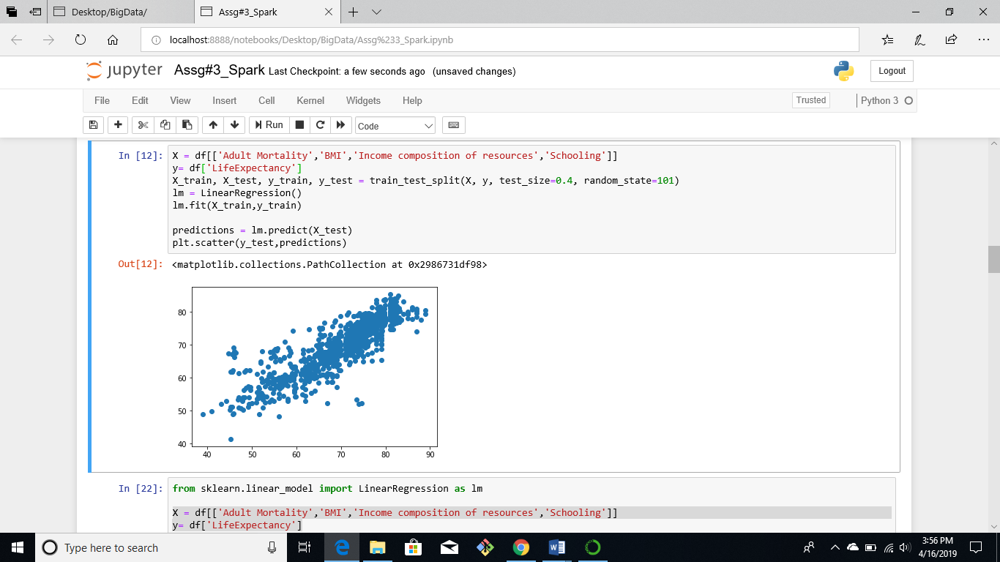 Desktop/BigData/
Assg#3_Spark
localhost:8888/notebooks/Desktop/BigData/Assg%233_Spark.ipynb
jupyter Assg#3_Spark Last Checkpoint: a few seconds ago (unsaved changes)
Logout
File Edit View Insert Cell Kernel Widgets Help
Trusted
Python 3
Run
Code
In [12]:
X = df[['Adult Mortality','BMI','Income composition of resources','Schooling']]
y= df['LifeExpectancy']
X_train, X_test, y_train, y_test = train_test_split(X, y, test_size=0.4, random_state=101)
lm = LinearRegression()
lm.fit(X_train,y_train)
predictions = lm.predict(X_test)
plt.scatter(y_test,predictions)
Out[12]: <matplotlib.collections.PathCollection at 0x2986731df98>
80
70
60
50
40
40 50 60 70 80 90
In [22]:
from sklearn.linear_model import LinearRegression as lm
X = df[['Adult Mortality','BMI','Income composition of resources','Schooling']]
y= df['LifeExpectancy']
Type here to search
3:56 PM
4/16/2019